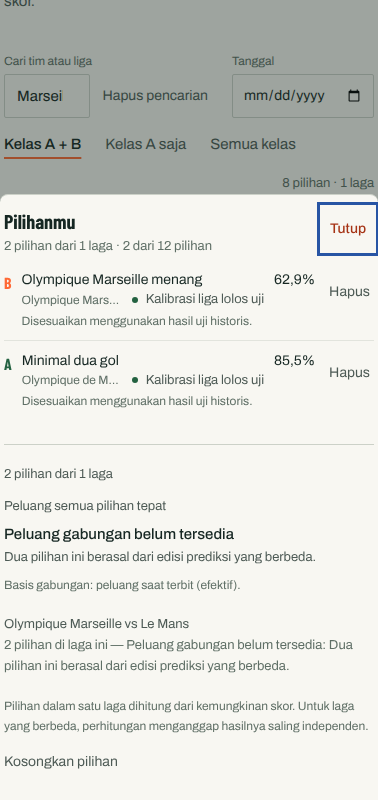 skor.
Cari tim atau liga
Tanggal
Marsei
Hapus pencarian
mm/dd/yyyy
Kelas A + B
Kelas A saja
Semua kelas
8 pilihan · 1 laga
Pilihanmu
Tutup
2 pilihan dari 1 laga · 2 dari 12 pilihan
B Olympique Marseille menang 62,9%
Olympique Mars... Kalibrasi liga lolos uji Hapus
Disesuaikan menggunakan hasil uji historis.
A Minimal dua gol 85,5%
Olympique de M... Kalibrasi liga lolos uji Hapus
Disesuaikan menggunakan hasil uji historis.
2 pilihan dari 1 laga
Peluang semua pilihan tepat
Peluang gabungan belum tersedia
Dua pilihan ini berasal dari edisi prediksi yang berbeda.
Basis gabungan: peluang saat terbit (efektif).
Olympique Marseille vs Le Mans
2 pilihan di laga ini — Peluang gabungan belum tersedia: Dua
pilihan ini berasal dari edisi prediksi yang berbeda.
Pilihan dalam satu laga dihitung dari kemungkinan skor. Untuk laga
yang berbeda, perhitungan menganggap hasilnya saling independen.
Kosongkan pilihan